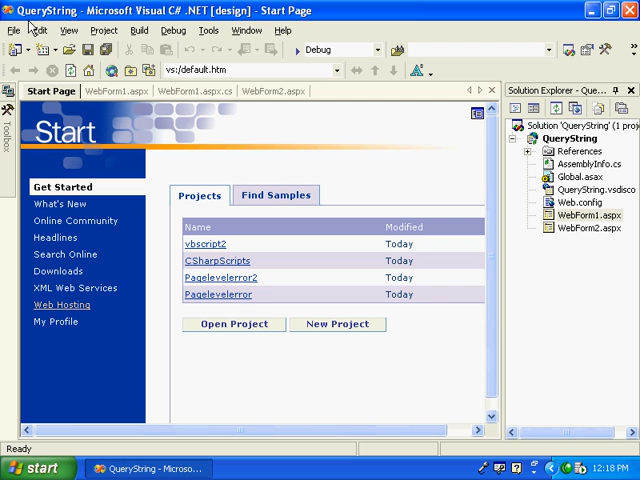 QueryString - Microsoft Visual C# .NET [design] - Start Page
File Edit View Project Build Debug Tools Window Help
Debug
vs:/default.htm
Start Page WebForm1.aspx WebForm1.aspx.cs WebForm2.aspx
Solution Explorer - Que...
Toolbox
Start
Get Started
What's New
Online Community
Headlines
Search Online
Downloads
XML Web Services
Web Hosting
My Profile
Projects Find Samples
Name Modified
vbscript2 Today
CSharpScripts Today
Pagelevelerror2 Today
Pagelevelerror Today
Open Project New Project
Solution 'QueryString' (1 proj
QueryString
References
AssemblyInfo.cs
Global.asax
QueryString.vsdisco
Web.config
WebForm1.aspx
WebForm2.aspx
Ready
start QueryString - Microso... 12:18 PM